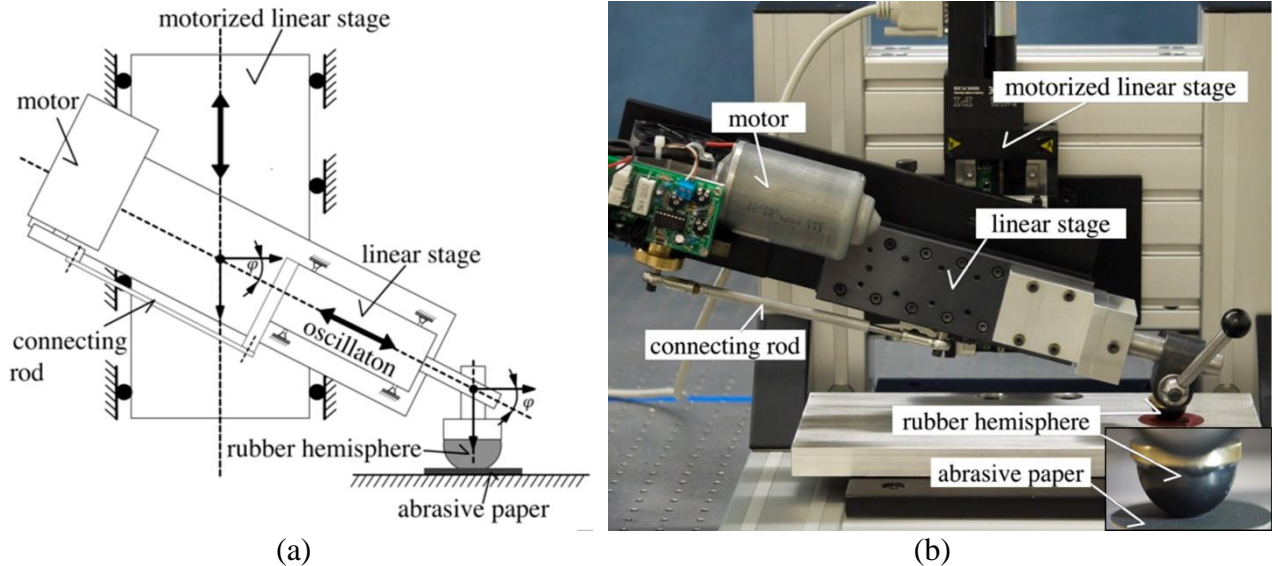 motorized linear stage
motor
φ
linear stage
oscillaton
connecting
rod
φ
rubber hemisphere
abrasive paper
(a)
motor
motorized linear stage
PI
linear stage
connecting rod
rubber hemisphere
abrasive paper
(b)